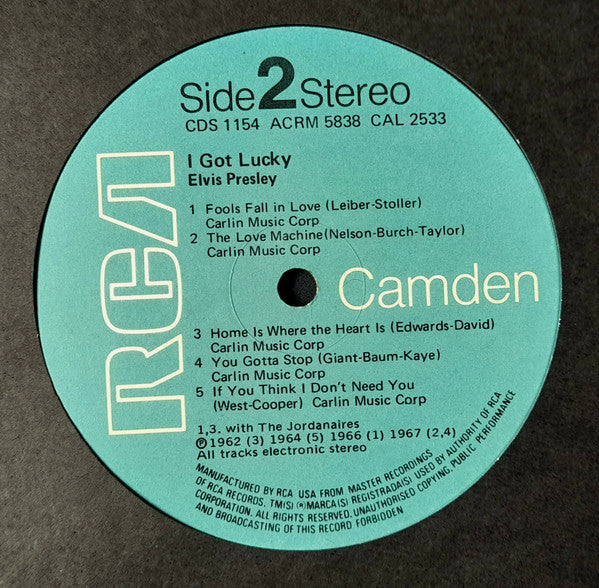 Side 2 Stereo
CDS 1154 ACRM 5838 CAL 2533
I Got Lucky
Elvis Presley
1 Fools Fall in Love (Leiber-Stoller)
Carlin Music Corp
2 The Love Machine (Nelson-Burch-Taylor)
Carlin Music Corp
RCA
Camden
3 Home Is Where the Heart Is (Edwards-David)
Carlin Music Corp
4 You Gotta Stop (Giant-Baum-Kaye)
Carlin Music Corp
5 If You Think I Don't Need You
(West-Cooper) Carlin Music Corp
1,3. with The Jordanaires
℗1962 (3) 1964 (5) 1966 (1) 1967 (2,4)
All tracks electronic stereo
MANUFACTURED BY RCA USA FROM MASTER RECORDINGS
OF RCA RECORDS, TM(S) ® MARCA(S) REGISTRADA(S) USED BY AUTHORITY OF RCA
CORPORATION. ALL RIGHTS RESERVED. UNAUTHORISED COPYING, PUBLIC PERFORMANCE
AND BROADCASTING OF THIS RECORD FORBIDDEN